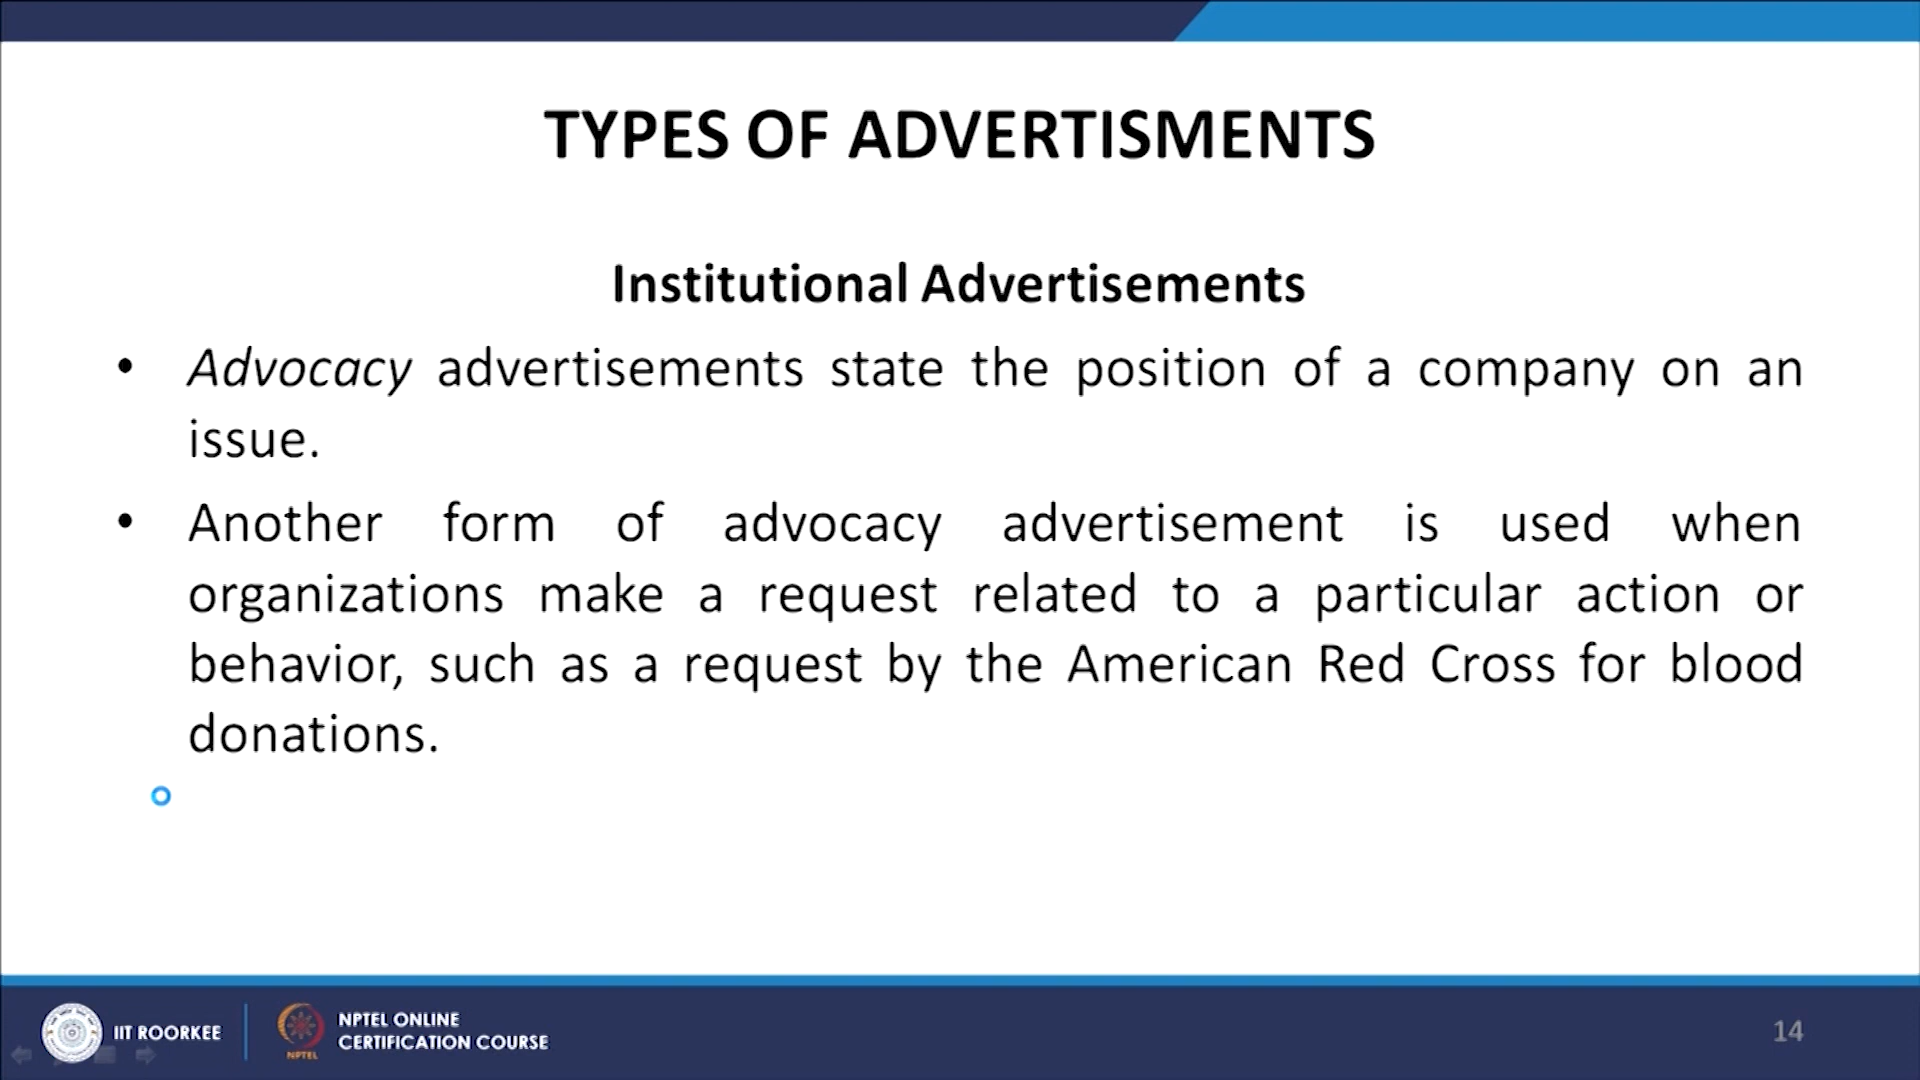 TYPES OF ADVERTISMENTS
Institutional Advertisements
• Advocacy advertisements state the position of a company on an
issue.
• Another form of advocacy advertisement is used when
organizations make a request related to a particular action or
behavior, such as a request by the American Red Cross for blood
donations.
IIT ROORKEE
NPTEL
NPTEL ONLINE
CERTIFICATION COURSE
14